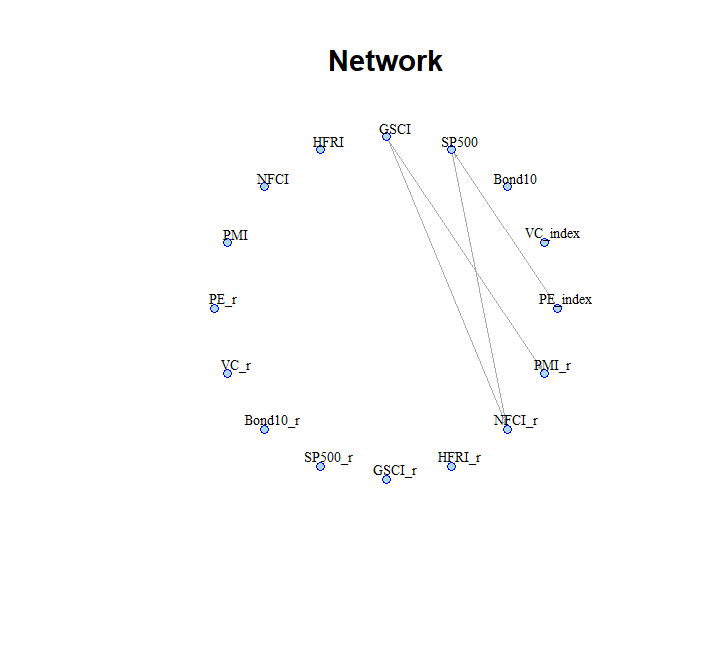 Network
GSCI
HFRI
SP500
NFCI
Bond10
PMI
VC_index
PE_r
PE_index
VC_r
PMI_r
Bond10_r
NFCI_r
SP500_r
GSCI_r
HFRI_r